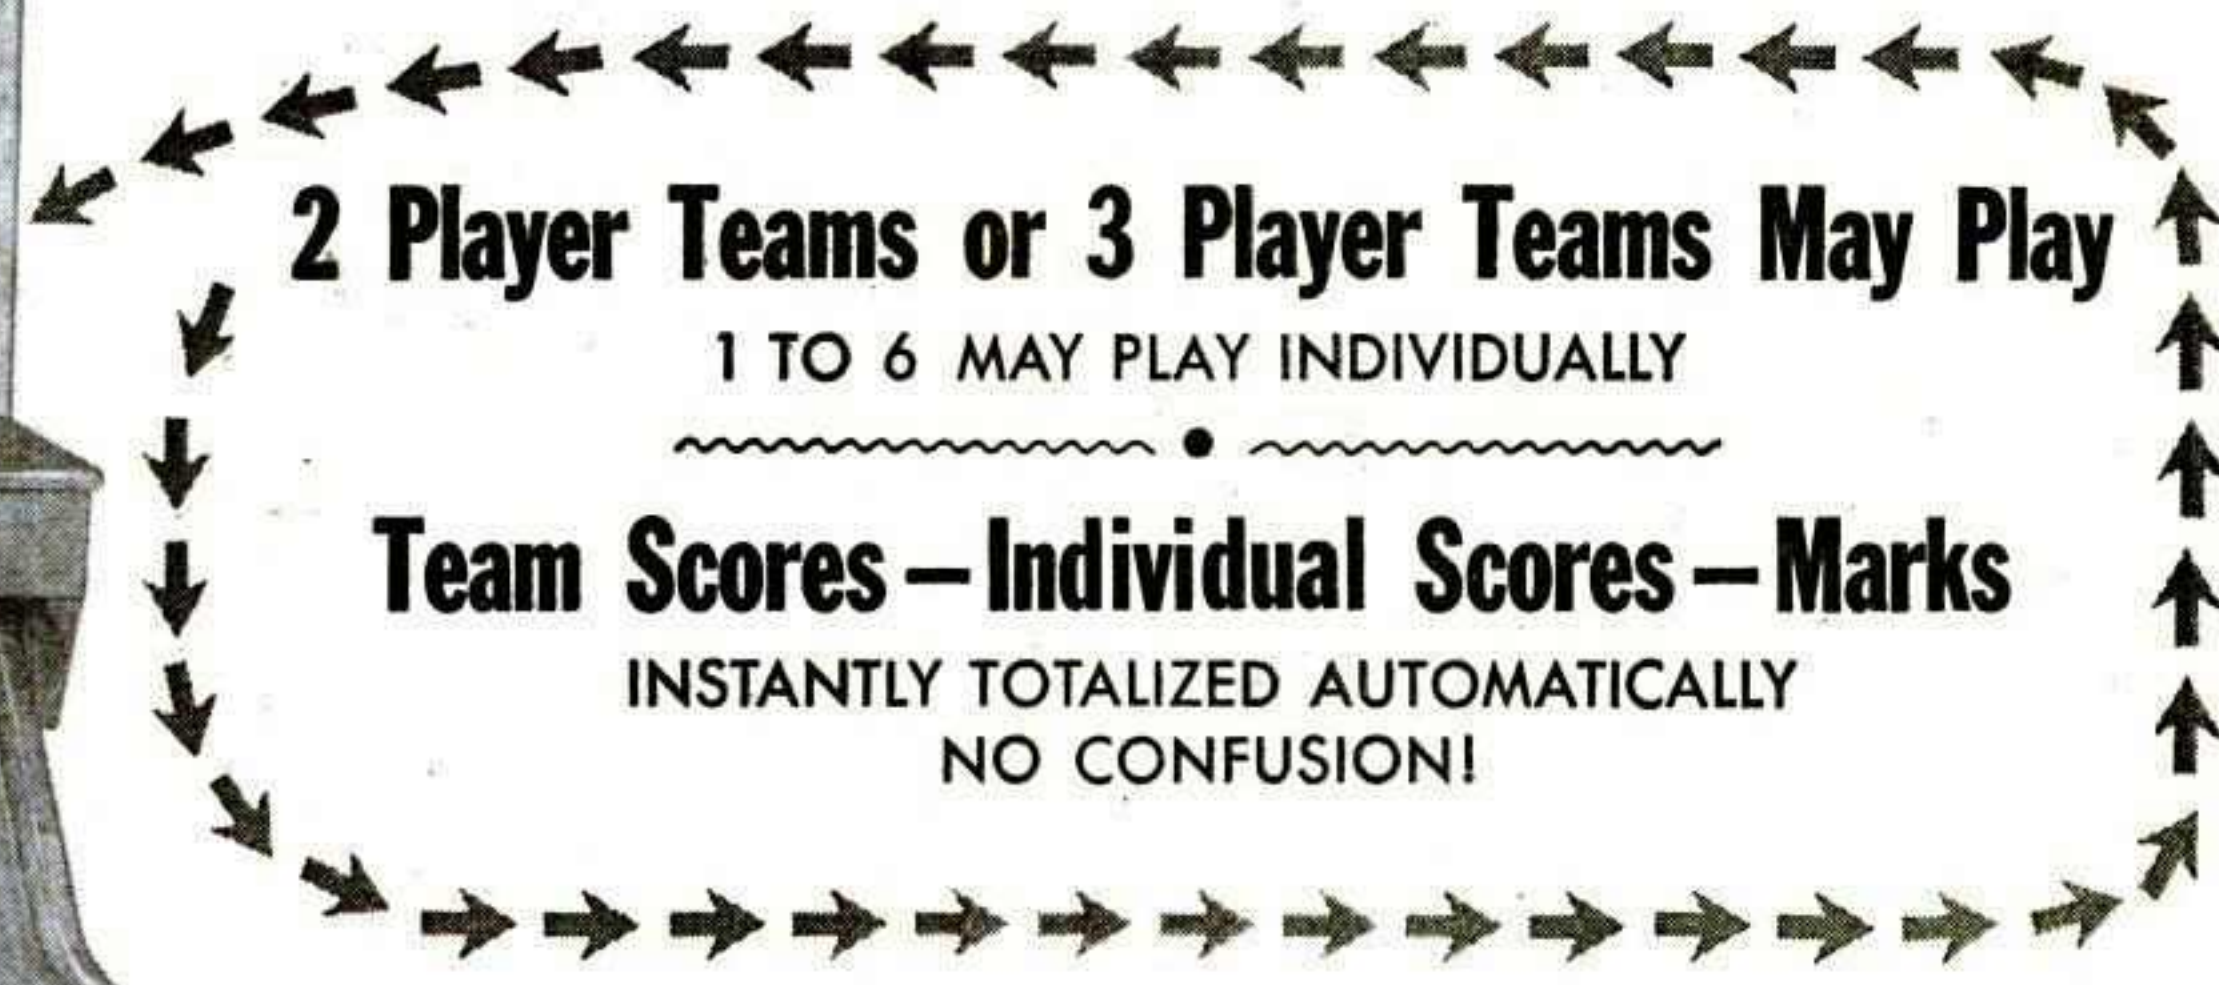 2 Player Teams or 3 Player Teams May Play
1 TO 6 MAY PLAY INDIVIDUALLY
Team Scores — Individual Scores — Marks
INSTANTLY TOTALIZED AUTOMATICALLY
NO CONFUSION!